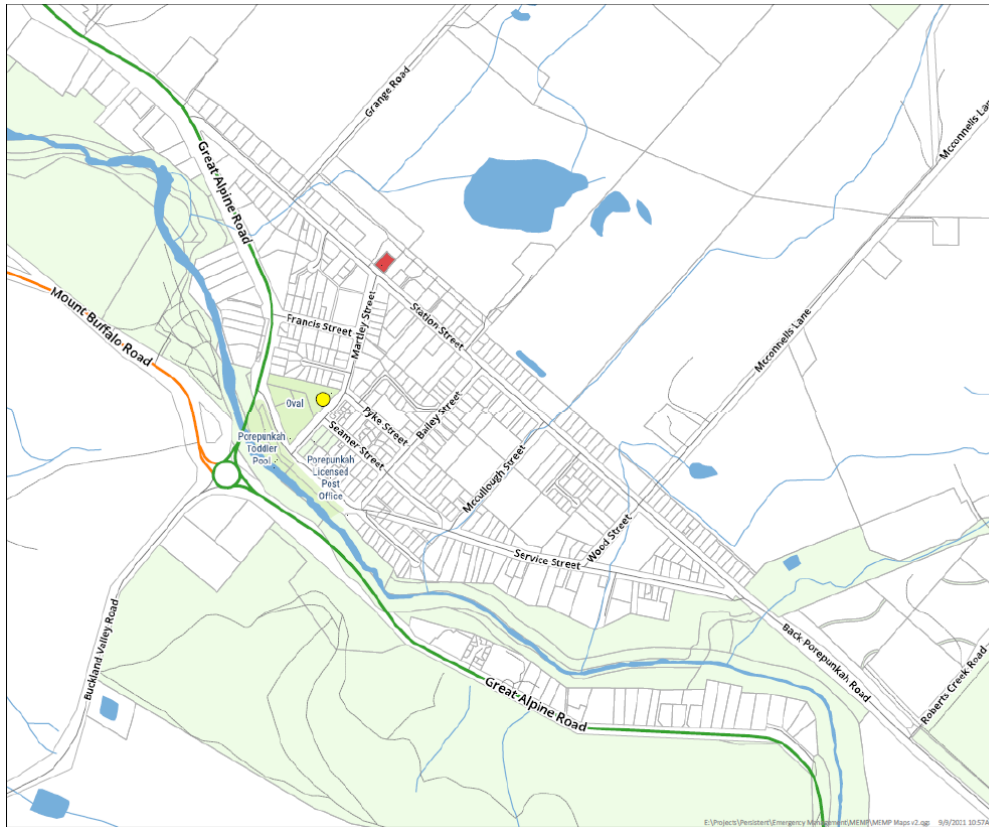 Grange Road
Mcconnells Lane
Great Alpine Road
Mount Buffalo Road
Francis Street
Martley Street
Station Street
Mcconnells Lane
Oval
Pyke Street
Bailey Street
Seamer Street
Porepunkah
Toddler
Pool
Porepunkah
Licensed
Post
Office
Mccullough Street
Wood Street
Service Street
Buckland Valley Road
Great Alpine Road
Back Porepunkah Road
Roberts Creek Road
E:\Projects\Persistent\Emergency Management\MEMP\MEMP Maps v2.qgz 9/9/2021 10:57A